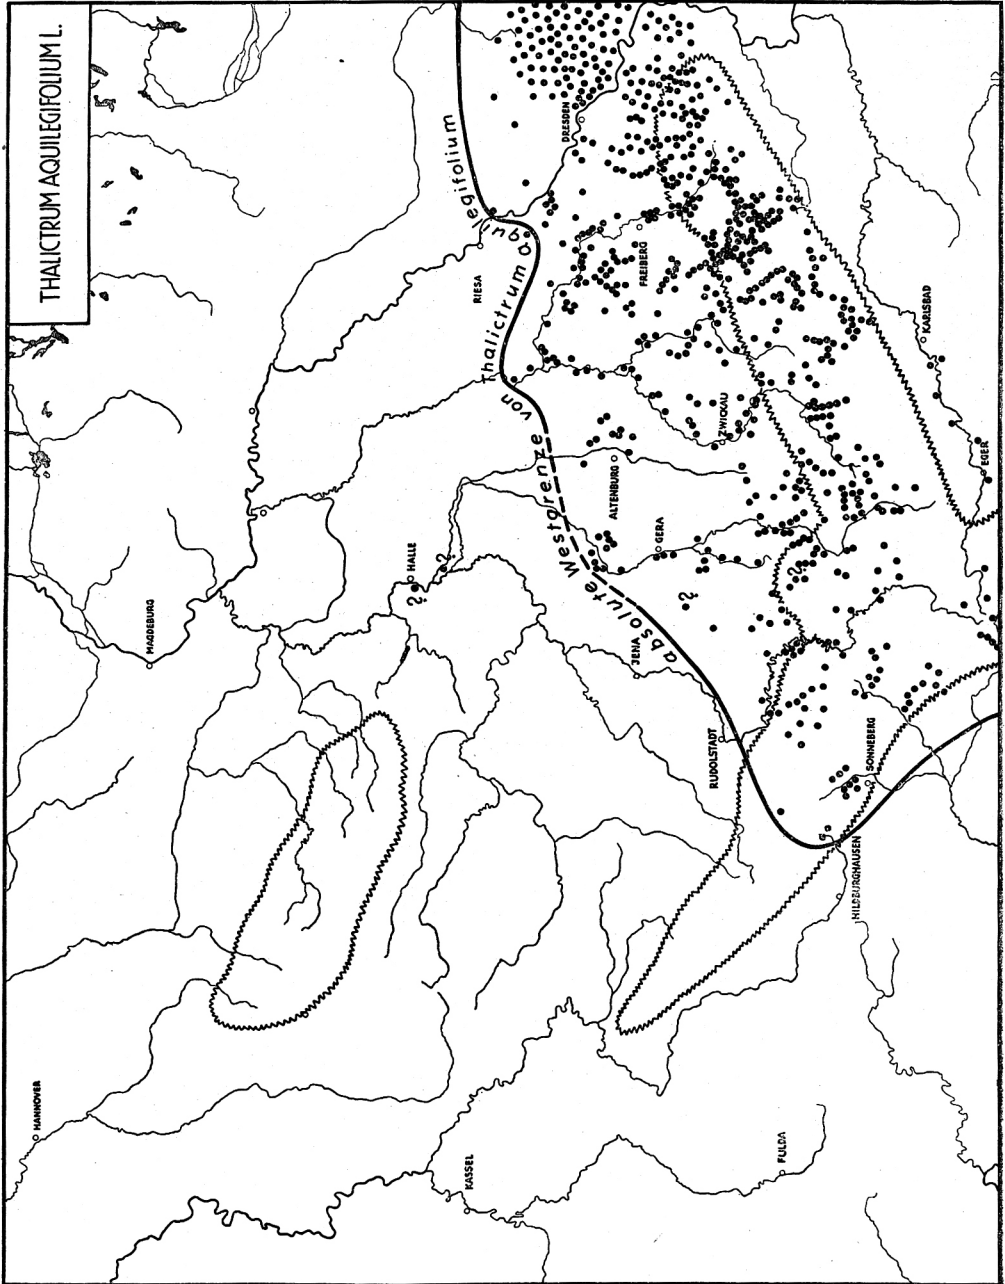 THALICTRUM AQUILEGIFOLIUM L.
HANNOVER
MAGDEBURG
KASSEL
HALLE
?
?
RIESA
DRESDEN
absolute Westgrenze von Thalictrum aquilegifolium
FULDA
JENA
RUDOLSTADT
GERA
?
ALTENBURG
ZWICKAU
FREIBERG
?
HILDBURGHAUSEN
SONNEBERG
EGER
KARLSBAD